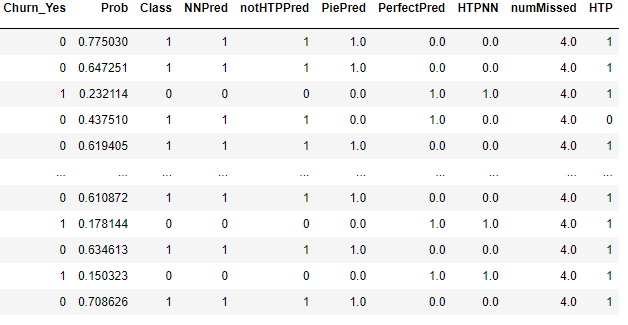 Churn_Yes Prob Class NNPred notHTPPred PiePred PerfectPred HTPNN numMissed HTP
0 0.775030 1 1 1 1.0 0.0 0.0 4.0 1
0 0.647251 1 1 1 1.0 0.0 0.0 4.0 1
1 0.232114 0 0 0 0.0 1.0 1.0 4.0 1
0 0.437510 1 1 1 0.0 1.0 0.0 4.0 0
0 0.619405 1 1 1 1.0 0.0 0.0 4.0 1
... ... ... ... ... ... ... ... ... ...
0 0.610872 1 1 1 1.0 0.0 0.0 4.0 1
1 0.178144 0 0 0 0.0 1.0 1.0 4.0 1
0 0.634613 1 1 1 1.0 0.0 0.0 4.0 1
1 0.150323 0 0 0 0.0 1.0 1.0 4.0 1
0 0.708626 1 1 1 1.0 0.0 0.0 4.0 1